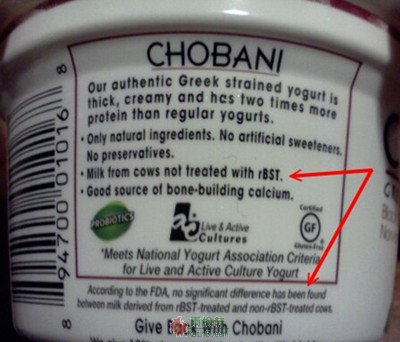 CHOBANI
Our authentic Greek strained yogurt is
thick, creamy and has two times more
protein than regular yogurts.
• Only natural ingredients. No artificial sweeteners.
No preservatives.
• Milk from cows not treated with rBST.
• Good source of bone-building calcium.
PROBIOTICS
Live & Active
Cultures
Certified
GF
Gluten-Free
*Meets National Yogurt Association Criteria
for Live and Active Culture Yogurt
According to the FDA, no significant difference has been found
between milk derived from rBST-treated and non-rBST-treated cows.
Give Back with Chobani
8 94700 01016 8